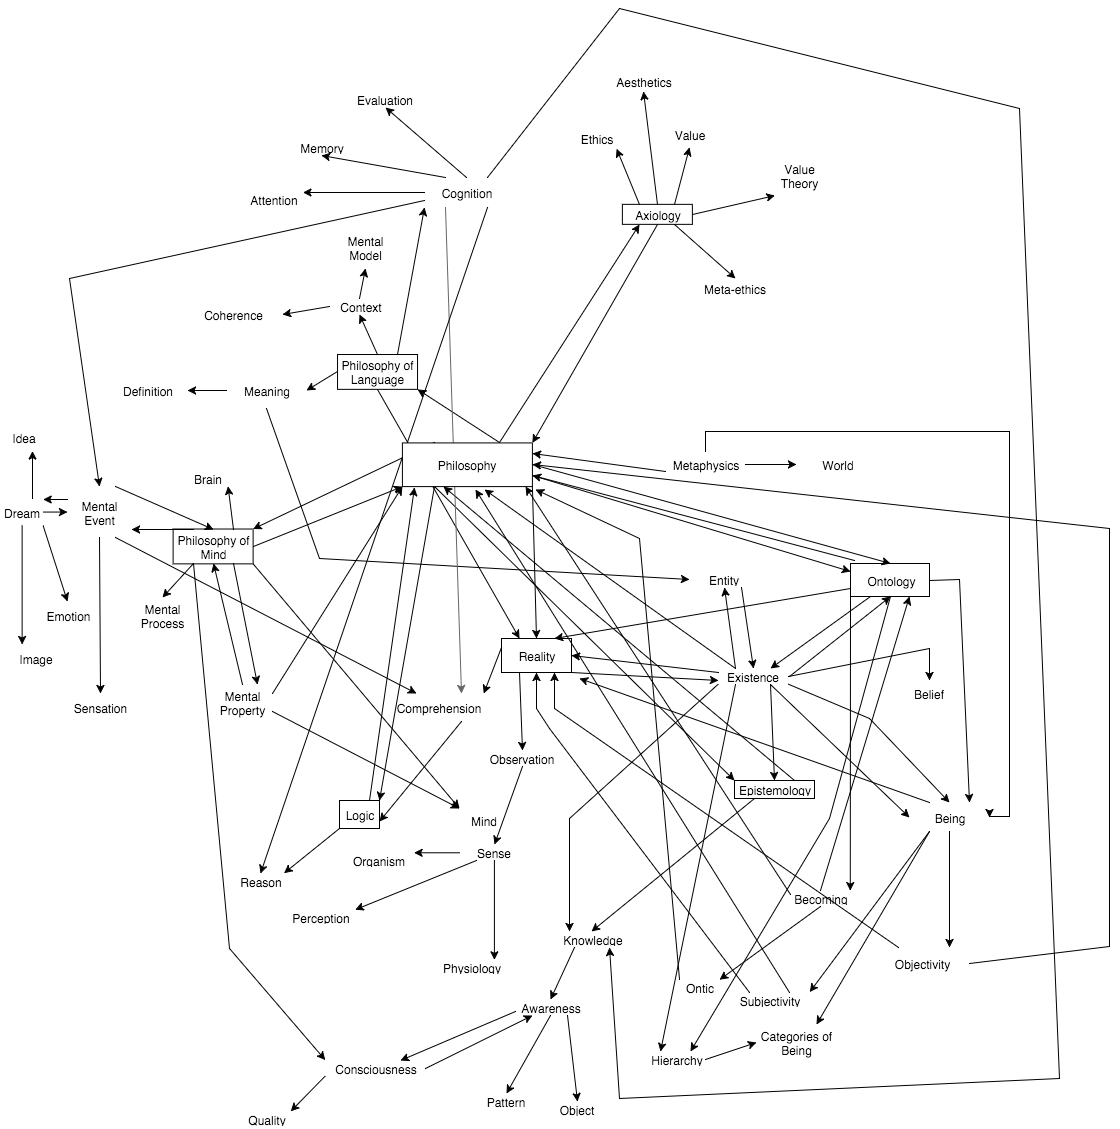 Aesthetics
Evaluation
Ethics
Value
Memory
Value
Theory
Cognition
Attention
Axiology
Mental
Model
Meta-ethics
Context
Coherence
Philosophy of
Language
Definition
Meaning
Idea
Philosophy
Metaphysics
World
Brain
Dream
Mental
Event
Philosophy of
Mind
Entity
Ontology
Mental
Process
Emotion
Image
Reality
Existence
Belief
Mental
Property
Sensation
Comprehension
Observation
Epistemology
Logic
Mind
Being
Organism
Sense
Reason
Becoming
Perception
Knowledge
Physiology
Objectivity
Ontic
Subjectivity
Awareness
Categories of
Being
Hierarchy
Consciousness
Pattern
Object
Quality